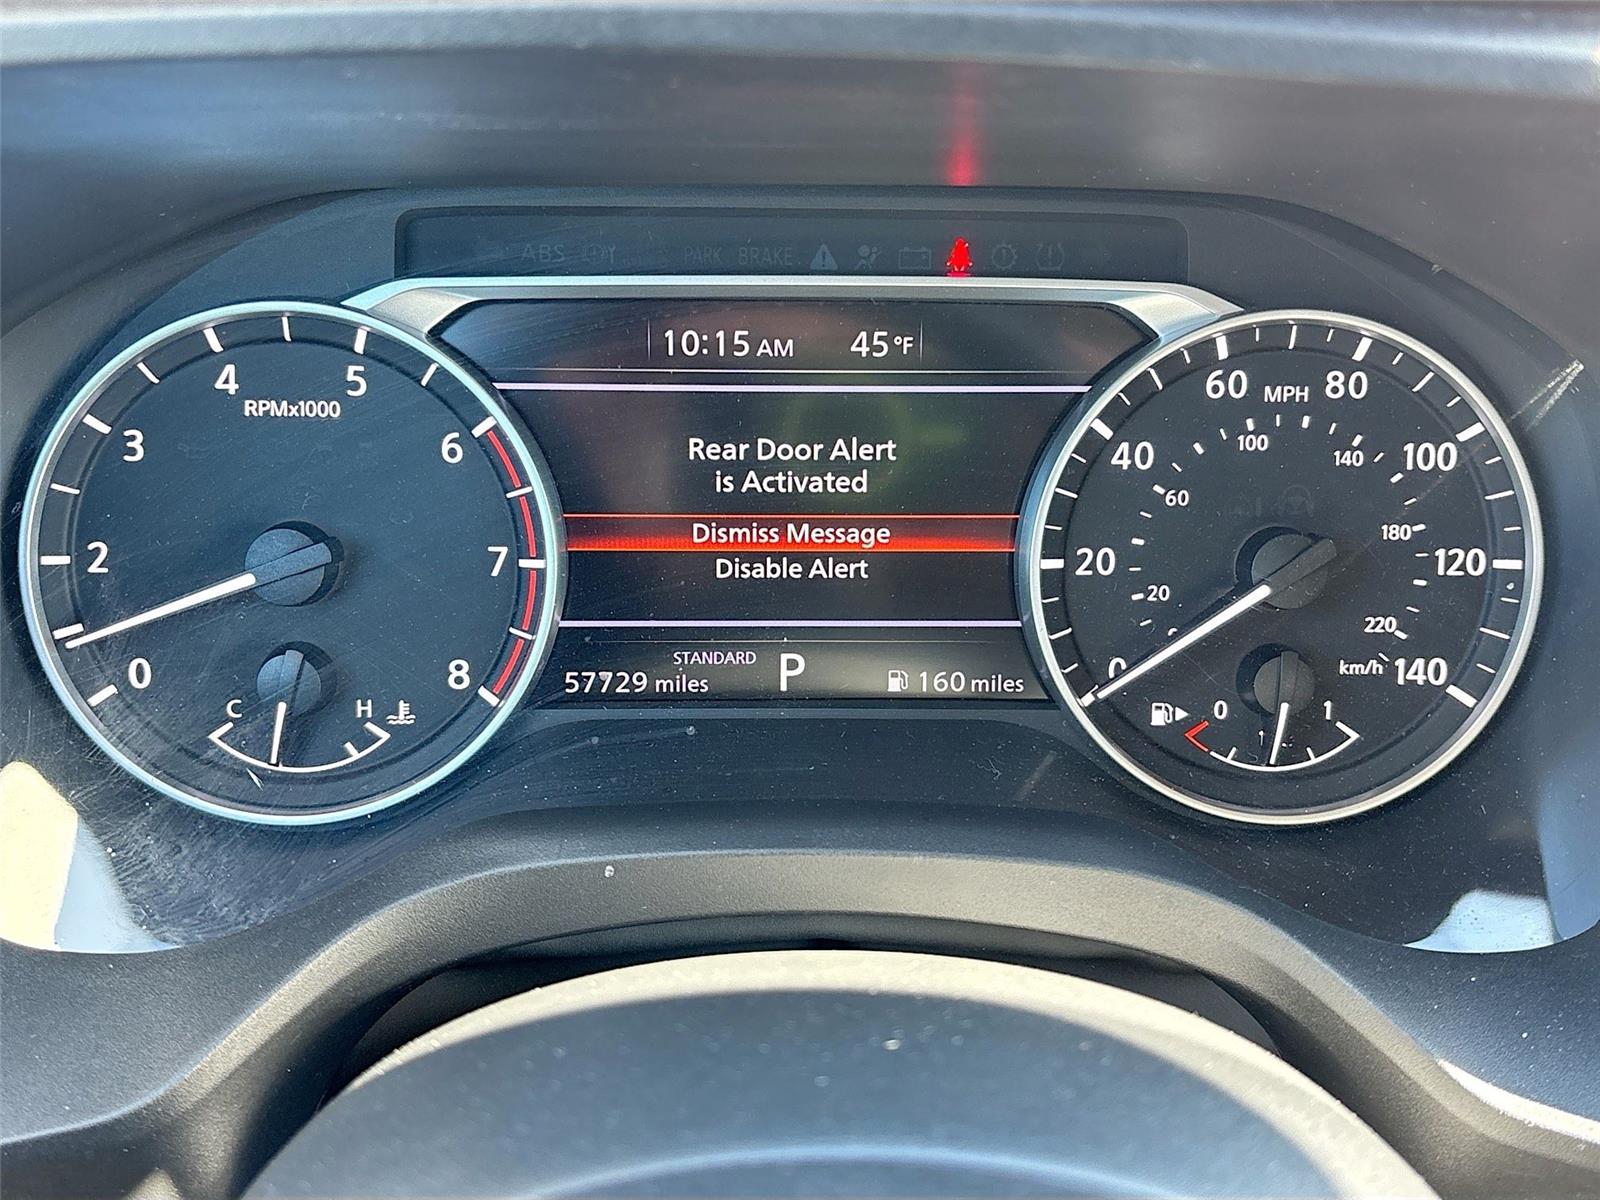 ABS
PARK BRAKE
10:15 AM 45°F
Rear Door Alert
is Activated
Dismiss Message
Disable Alert
STANDARD
P
57729 miles
160 miles
0
2
3
4
5
6
7
8
RPMx1000
C H
0
20
40
60
80
100
120
140
MPH
20
60
100
140
180
220
km/h
0 1